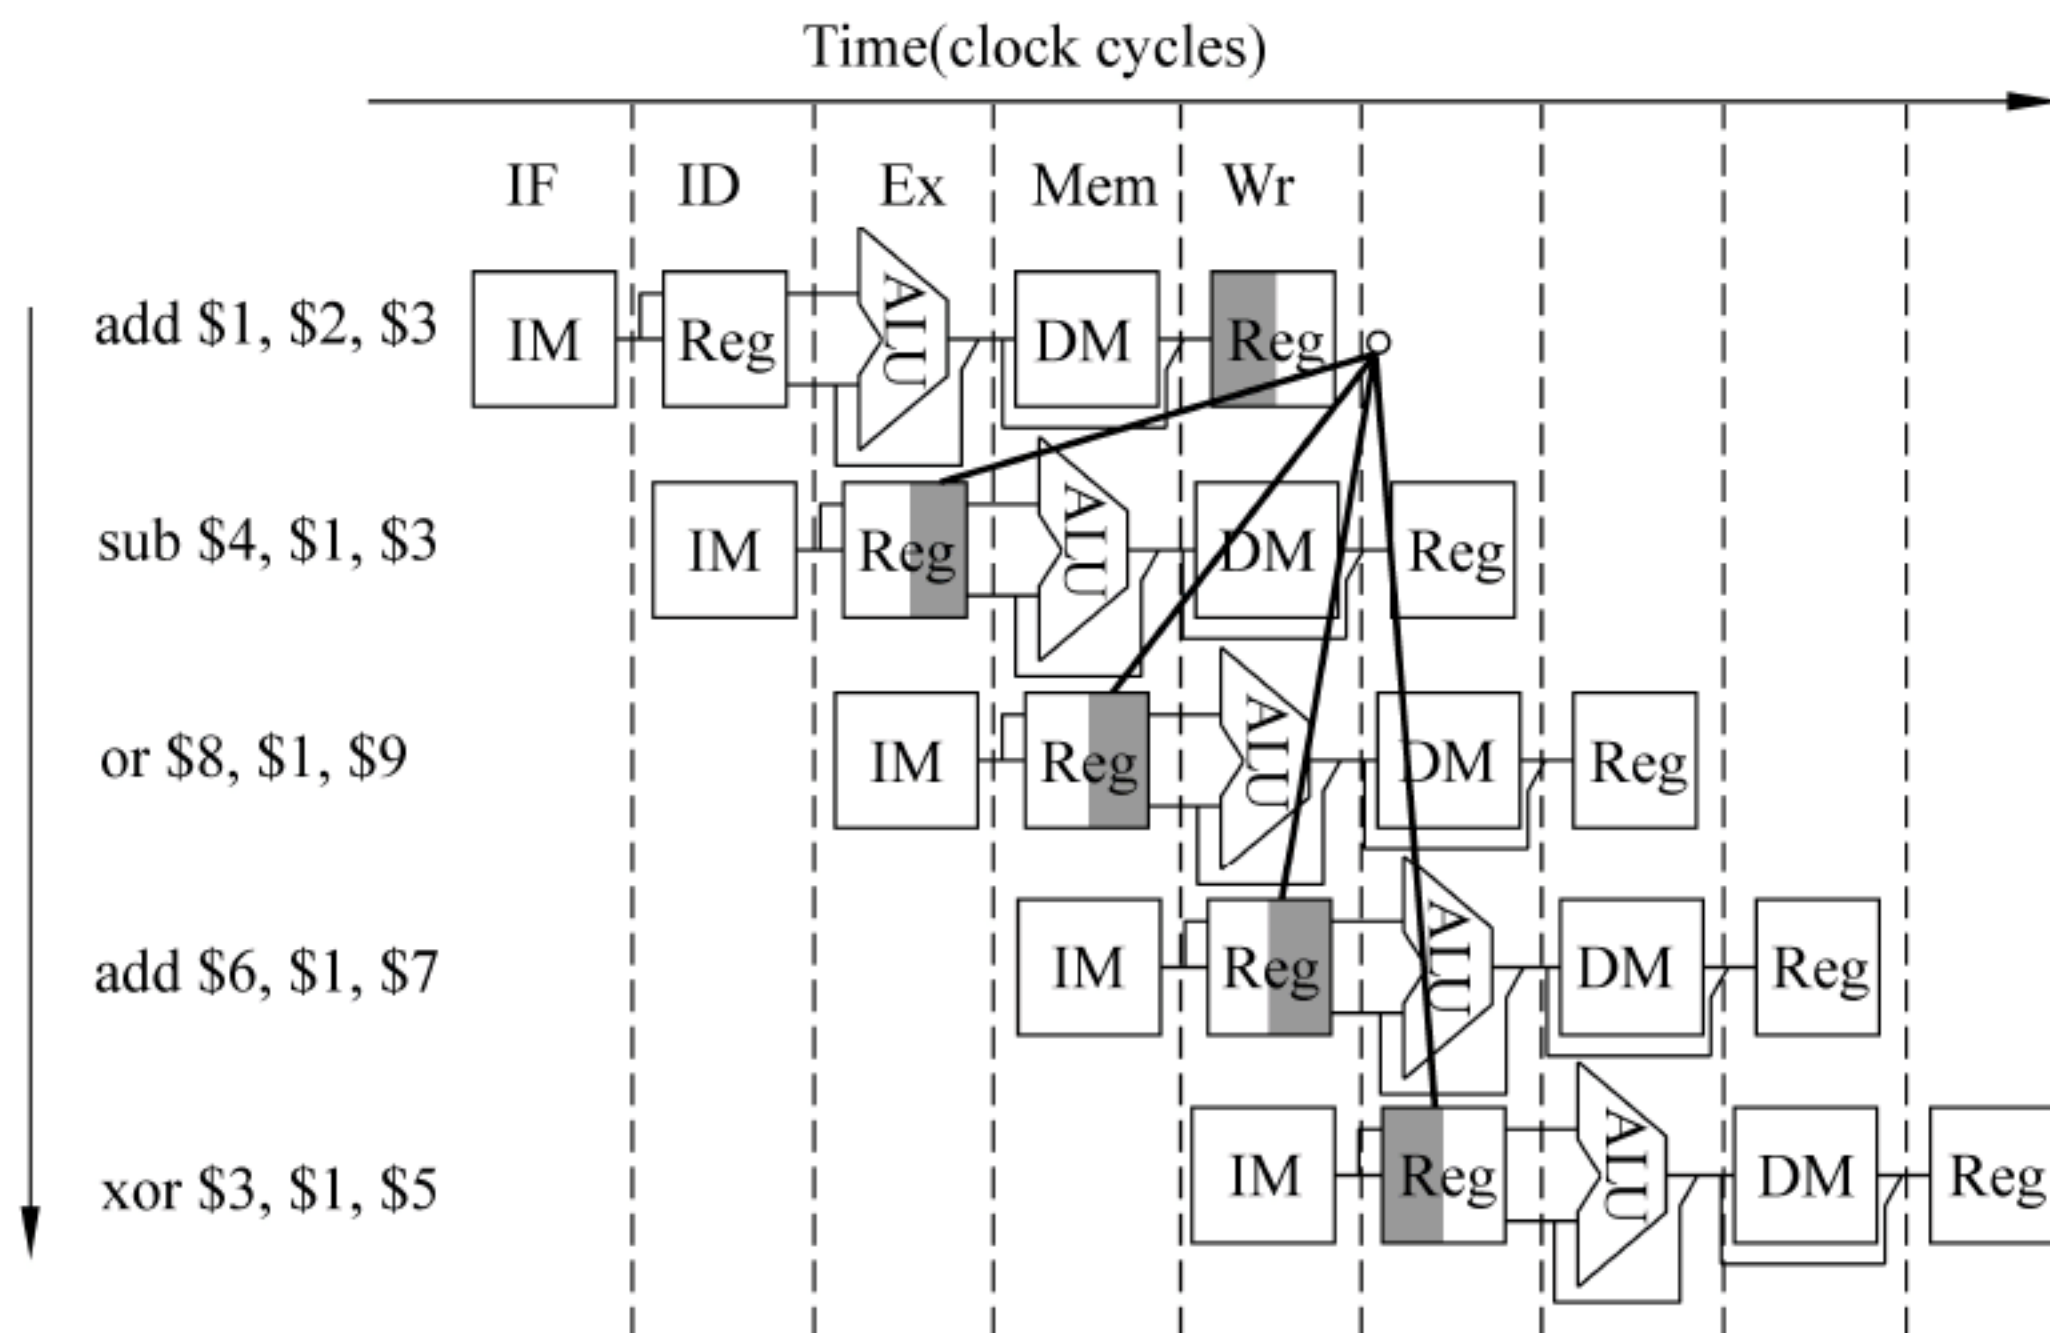 Time(clock cycles)
IF ID Ex Mem Wr
add $1, $2, $3 IM Reg ALU DM Reg
sub $4, $1, $3 IM Reg ALU DM Reg
or $8, $1, $9 IM Reg ALU DM Reg
add $6, $1, $7 IM Reg ALU DM Reg
xor $3, $1, $5 IM Reg ALU DM Reg